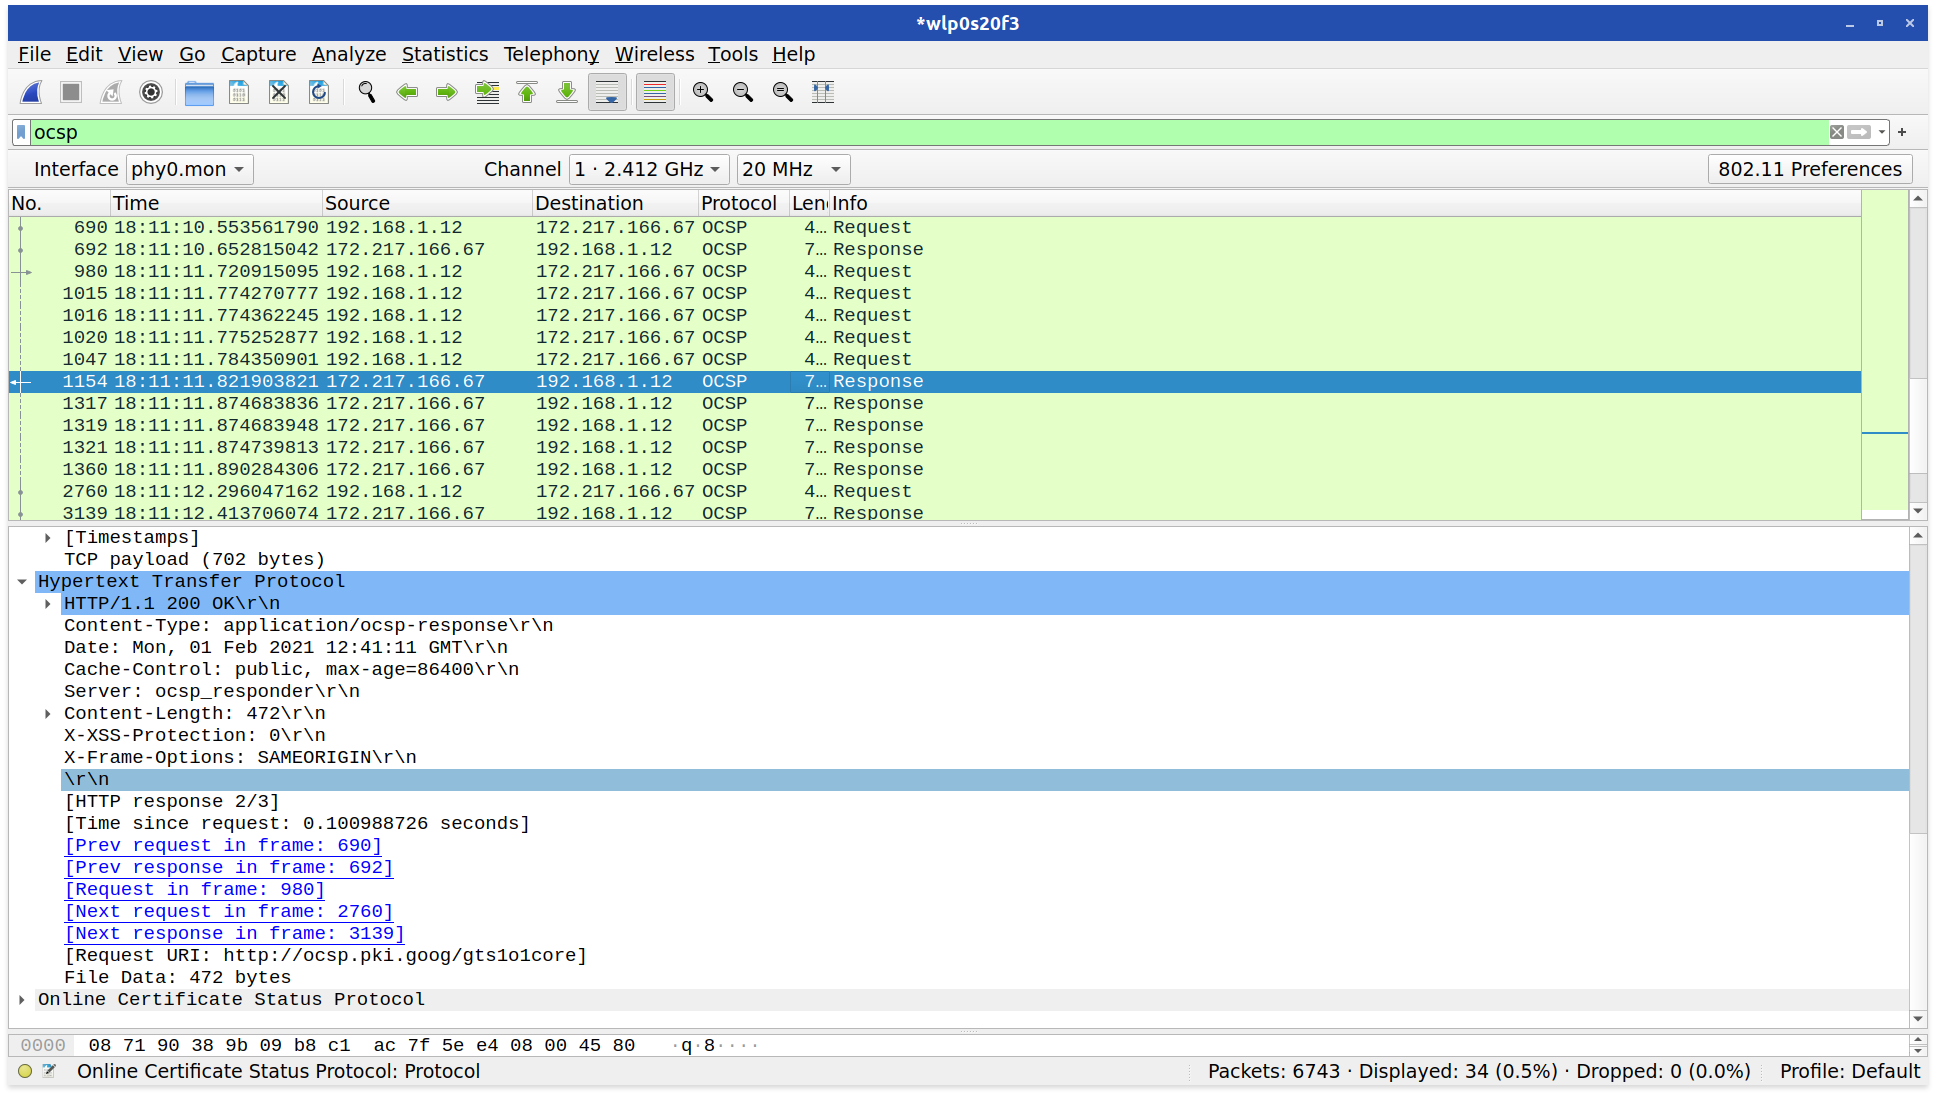 *wlp0s20f3
File Edit View Go Capture Analyze Statistics Telephony Wireless Tools Help
ocsp
Interface phy0.mon Channel 1 · 2.412 GHz 20 MHz 802.11 Preferences
No. Time Source Destination Protocol Len Info
690 18:11:10.553561790 192.168.1.12 172.217.166.67 OCSP 4… Request
692 18:11:10.652815042 172.217.166.67 192.168.1.12 OCSP 7… Response
980 18:11:11.720915095 192.168.1.12 172.217.166.67 OCSP 4… Request
1015 18:11:11.774270777 192.168.1.12 172.217.166.67 OCSP 4… Request
1016 18:11:11.774362245 192.168.1.12 172.217.166.67 OCSP 4… Request
1020 18:11:11.775252877 192.168.1.12 172.217.166.67 OCSP 4… Request
1047 18:11:11.784350901 192.168.1.12 172.217.166.67 OCSP 4… Request
1154 18:11:11.821903821 172.217.166.67 192.168.1.12 OCSP 7… Response
1317 18:11:11.874683836 172.217.166.67 192.168.1.12 OCSP 7… Response
1319 18:11:11.874683948 172.217.166.67 192.168.1.12 OCSP 7… Response
1321 18:11:11.874739813 172.217.166.67 192.168.1.12 OCSP 7… Response
1360 18:11:11.890284306 172.217.166.67 192.168.1.12 OCSP 7… Response
2760 18:11:12.296047162 192.168.1.12 172.217.166.67 OCSP 4… Request
3139 18:11:12.413706074 172.217.166.67 192.168.1.12 OCSP 7… Response
[Timestamps]
TCP payload (702 bytes)
Hypertext Transfer Protocol
HTTP/1.1 200 OK\r\n
Content-Type: application/ocsp-response\r\n
Date: Mon, 01 Feb 2021 12:41:11 GMT\r\n
Cache-Control: public, max-age=86400\r\n
Server: ocsp_responder\r\n
Content-Length: 472\r\n
X-XSS-Protection: 0\r\n
X-Frame-Options: SAMEORIGIN\r\n
\r\n
[HTTP response 2/3]
[Time since request: 0.100988726 seconds]
[Prev request in frame: 690]
[Prev response in frame: 692]
[Request in frame: 980]
[Next request in frame: 2760]
[Next response in frame: 3139]
[Request URI: http://ocsp.pki.goog/gts1o1core]
File Data: 472 bytes
Online Certificate Status Protocol
0000 08 71 90 38 9b 09 b8 c1 ac 7f 5e e4 08 00 45 80 ·q·8····
Online Certificate Status Protocol: Protocol Packets: 6743 · Displayed: 34 (0.5%) · Dropped: 0 (0.0%) Profile: Default